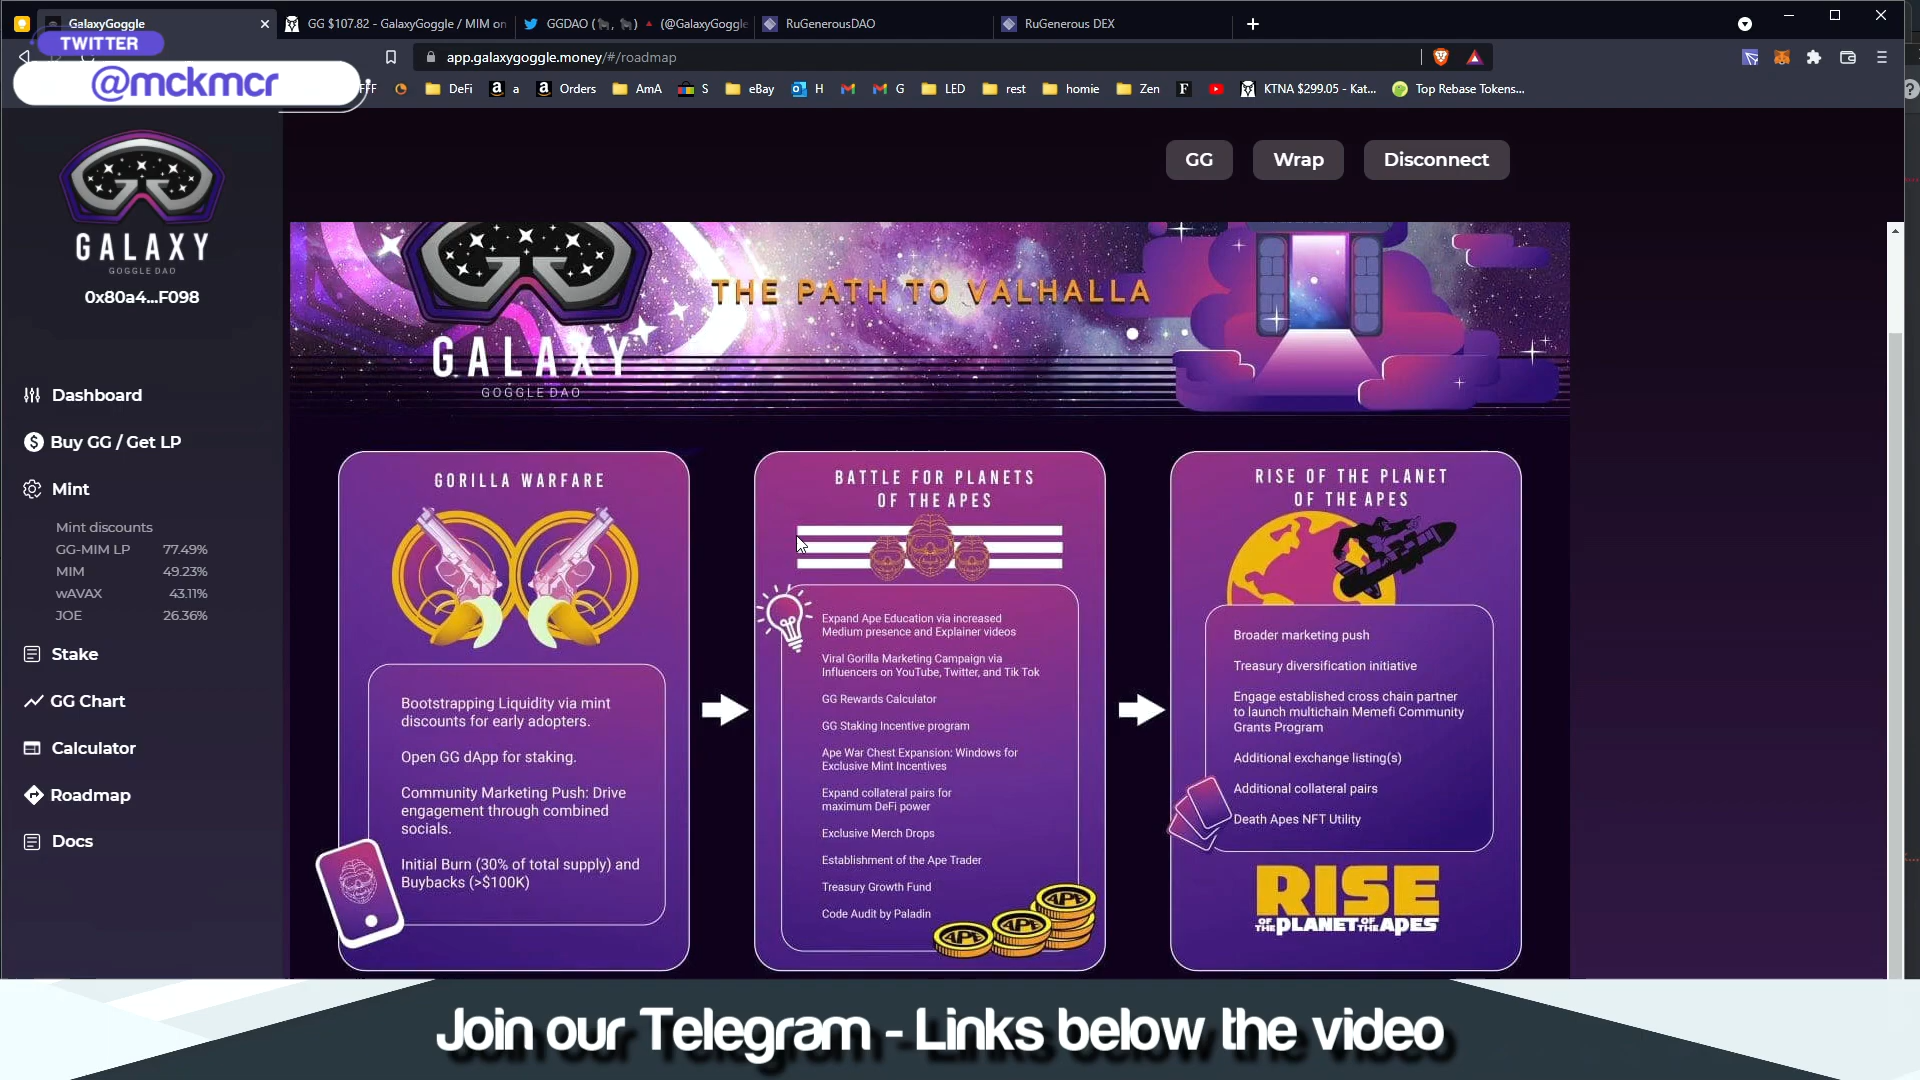 GalaxyGoggle
GG $107.82 - GalaxyGoggle / MIM on
GGDAO (🦍, 🦍) 🔺 (@GalaxyGoggle
RuGenerousDAO
RuGenerous DEX
TWITTER
@mckmcr
app.galaxygoggle.money/#/roadmap
FF
DeFi
a
Orders
AmA
S
eBay
H
G
LED
rest
homie
Zen
KTNA $299.05 - Kat...
Top Rebase Tokens...
GG
Wrap
Disconnect
GALAXY
GOGGLE DAO
0x80a4...F098
Dashboard
Buy GG / Get LP
Mint
Mint discounts
GG-MIM LP 77.49%
MIM 49.23%
wAVAX 43.11%
JOE 26.36%
Stake
GG Chart
Calculator
Roadmap
Docs
THE PATH TO VALHALLA
GALAXY
GOGGLE DAO
GORILLA WARFARE
Bootstrapping Liquidity via mint
discounts for early adopters.
Open GG dApp for staking.
Community Marketing Push: Drive
engagement through combined
socials.
Initial Burn (30% of total supply) and
Buybacks (>$100K)
BATTLE FOR PLANETS
OF THE APES
Expand Ape Education via increased
Medium presence and Explainer videos
Viral Gorilla Marketing Campaign via
Influencers on YouTube, Twitter, and Tik Tok
GG Rewards Calculator
GG Staking Incentive program
Ape War Chest Expansion: Windows for
Exclusive Mint Incentives
Expand collateral pairs for
maximum DeFi power
Exclusive Merch Drops
Establishment of the Ape Trader
Treasury Growth Fund
Code Audit by Paladin
APE
APE
APE
RISE OF THE PLANET
OF THE APES
Broader marketing push
Treasury diversification initiative
Engage established cross chain partner
to launch multichain Memefi Community
Grants Program
Additional exchange listing(s)
Additional collateral pairs
Death Apes NFT Utility
RISE
OF THE PLANET OF THE APES
Join our Telegram - Links below the video